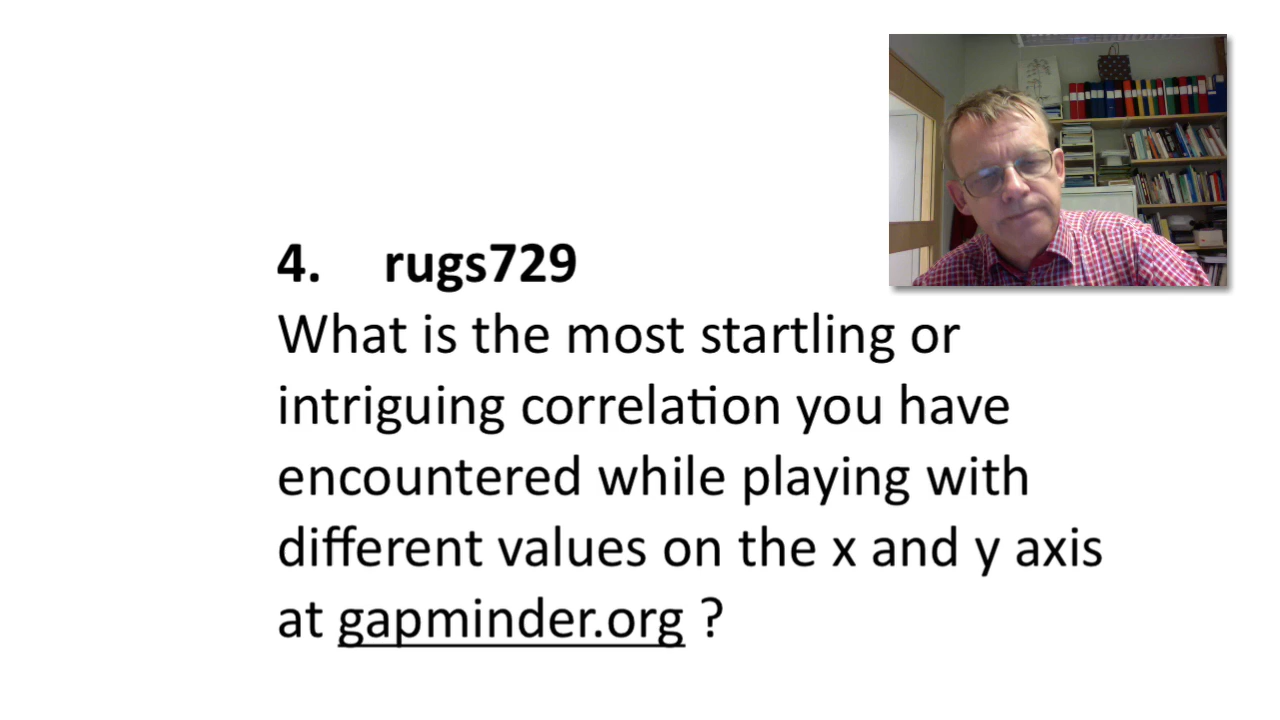 4. rugs729
What is the most startling or
intriguing correlation you have
encountered while playing with
different values on the x and y axis
at gapminder.org ?